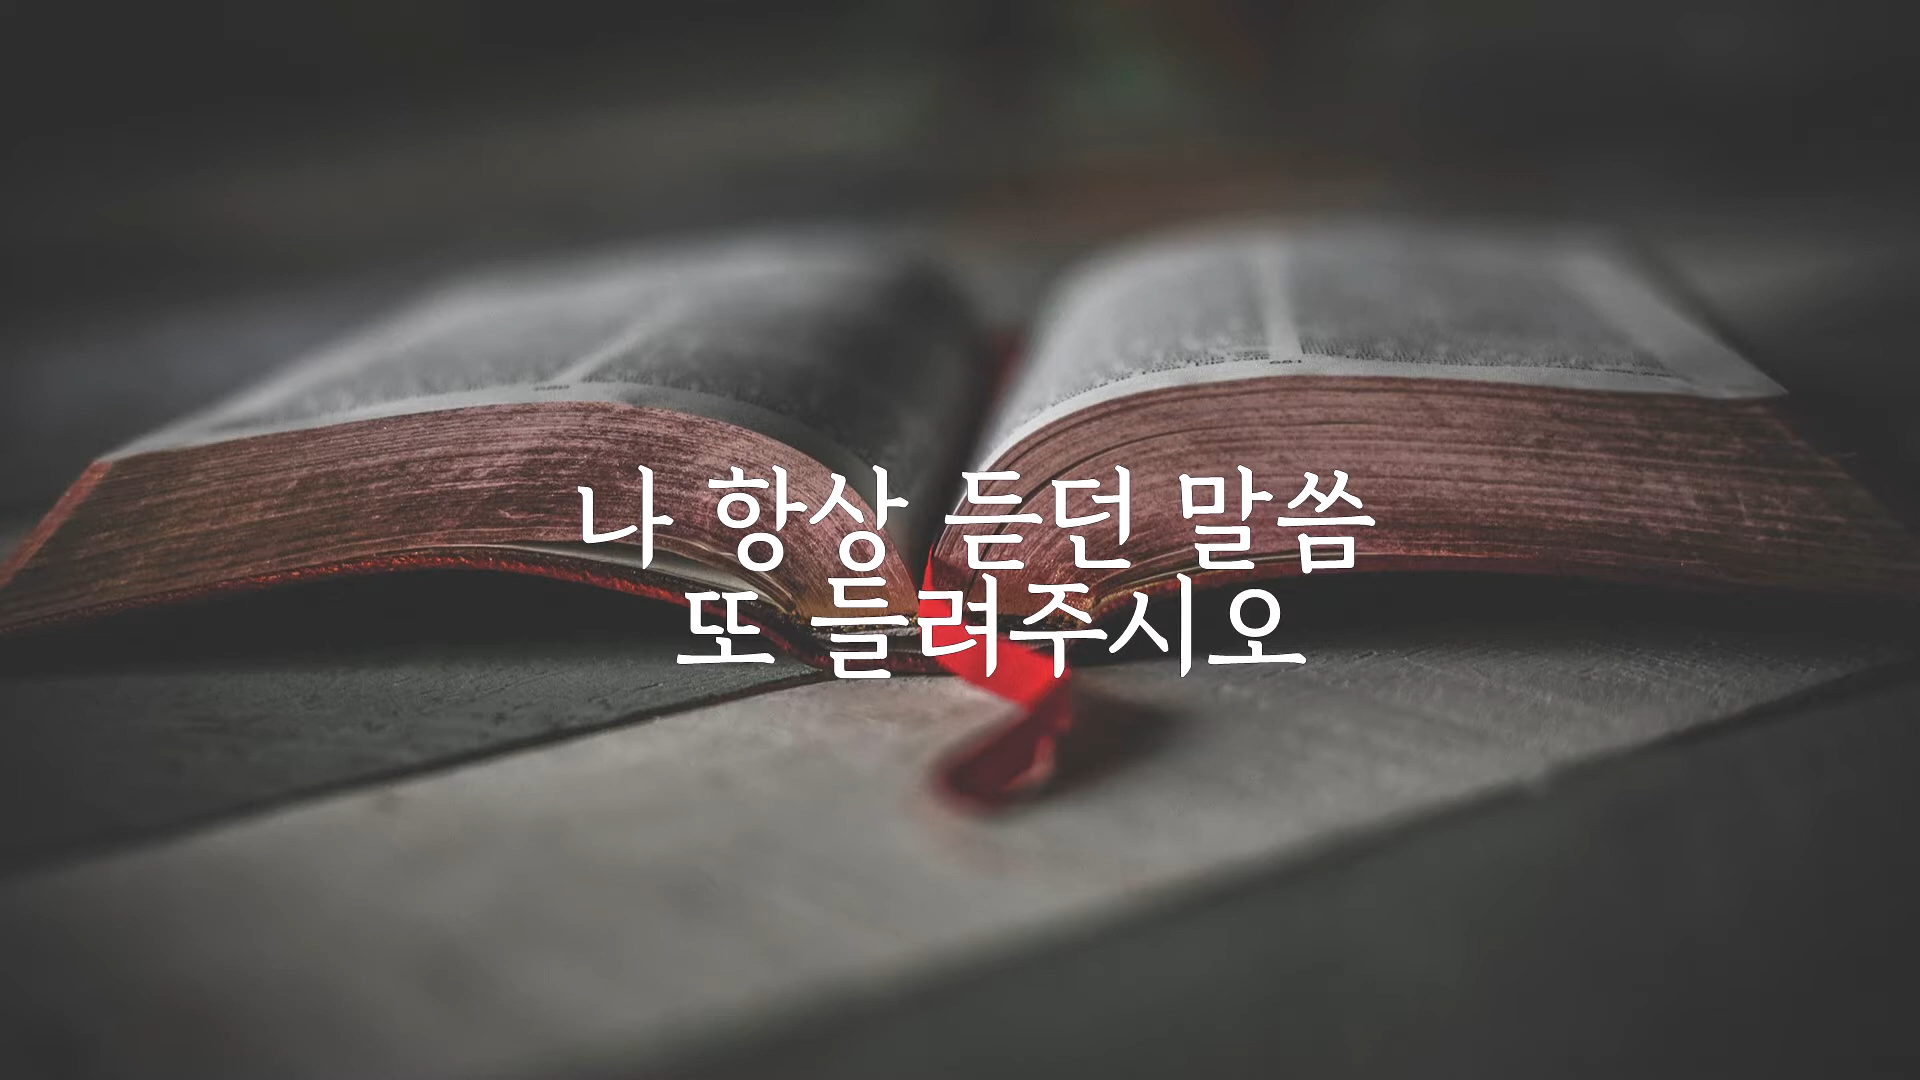 나 항상 듣던 말씀
또 들려주시오